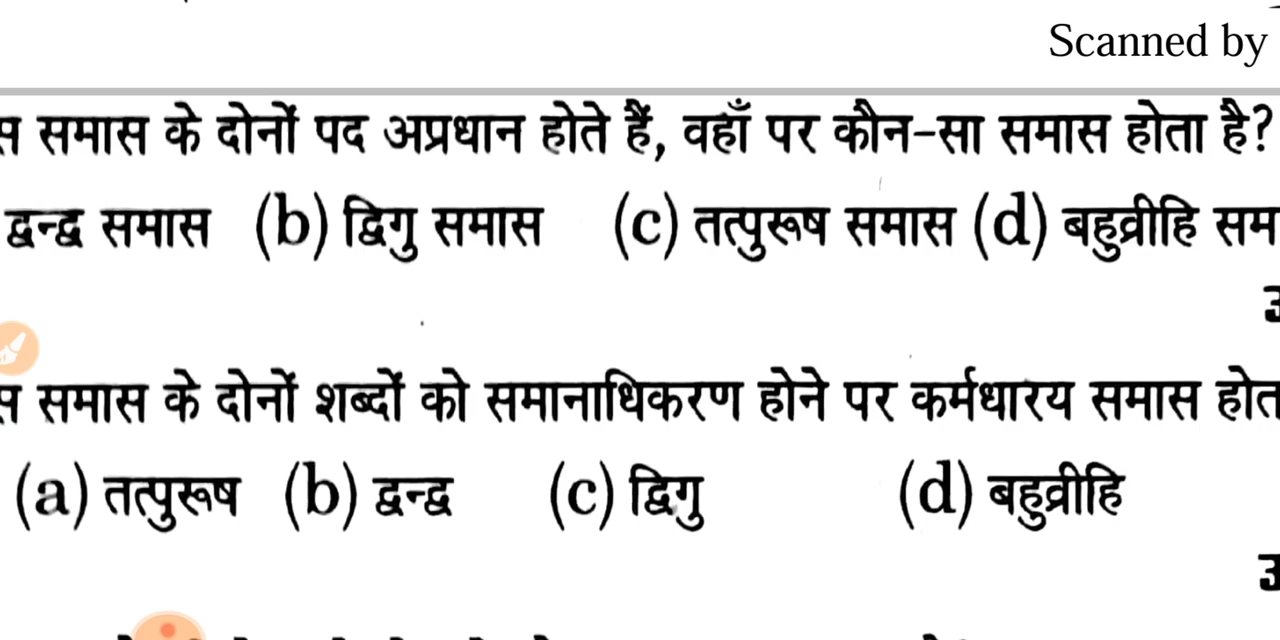 Scanned by
स समास के दोनों पद अप्रधान होते हैं, वहाँ पर कौन-सा समास होता है?
द्वन्द्व समास (b) द्विगु समास (c) तत्पुरूष समास (d) बहुव्रीहि सम
स समास के दोनों शब्दों को समानाधिकरण होने पर कर्मधारय समास होत
(a) तत्पुरूष (b) द्वन्द्व (c) द्विगु (d) बहुव्रीहि